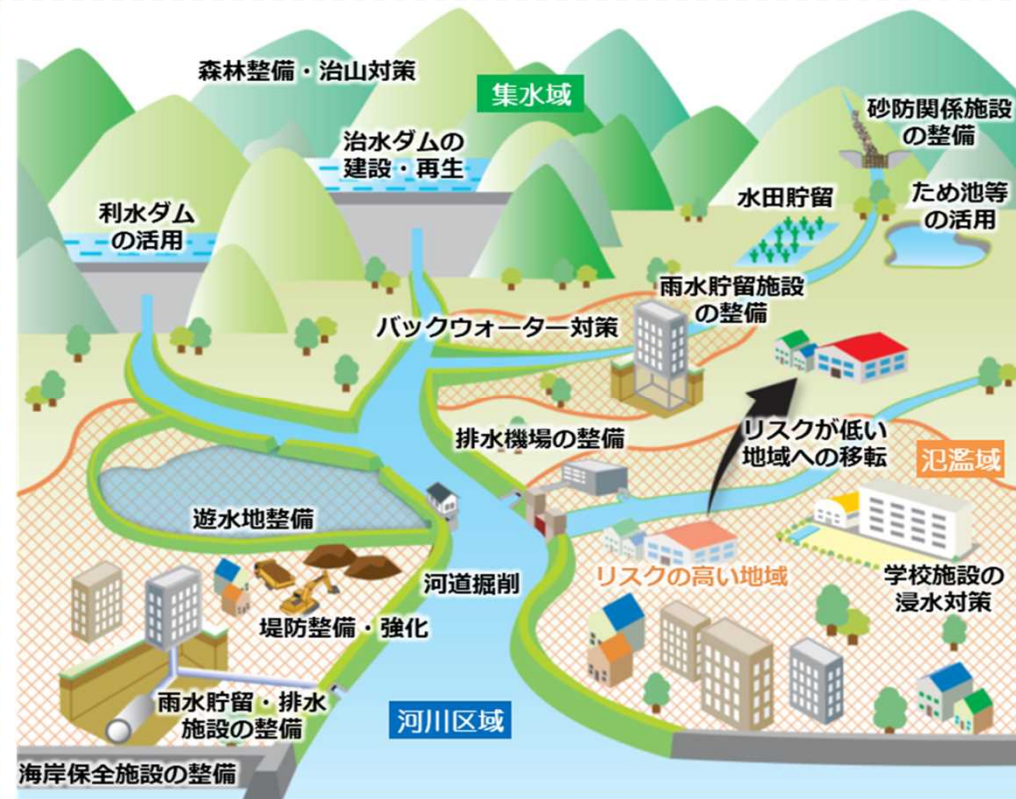 森林整備・治山対策
集水域
砂防関係施設
の整備
治水ダムの
建設・再生
水田貯留
ため池等
の活用
利水ダム
の活用
雨水貯留施設
の整備
バックウォーター対策
排水機場の整備
リスクが低い
地域への移転
氾濫域
遊水地整備
河道掘削
リスクの高い地域
学校施設の
浸水対策
堤防整備・強化
雨水貯留・排水
施設の整備
河川区域
海岸保全施設の整備